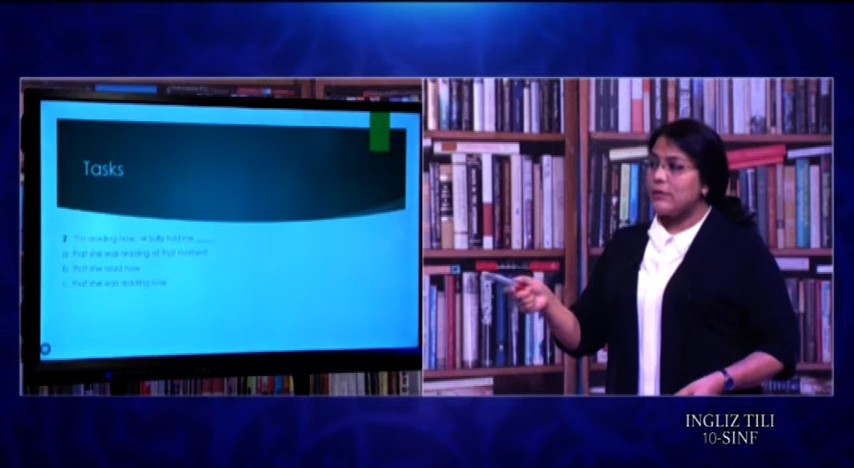 Tasks
7 I'm reading now, he Sally told me ____
a that she was reading at that moment
b that she read now
c that she was reading now
INGLIZ TILI
10-SINF